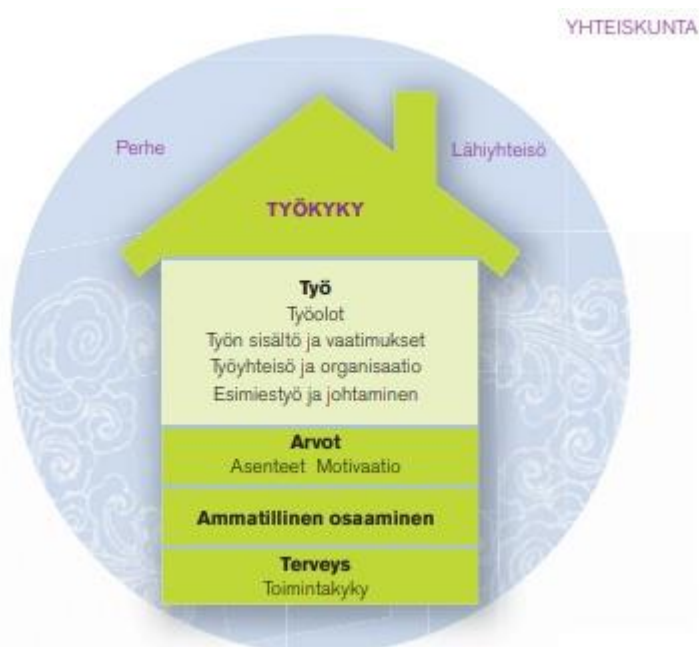 YHTEISKUNTA
Perhe
Lähiyhteisö
TYÖKYKY
Työ
Työolot
Työn sisältö ja vaatimukset
Työyhteisö ja organisaatio
Esimiestyö ja johtaminen
Arvot
Asenteet Motivaatio
Ammatillinen osaaminen
Terveys
Toimintakyky